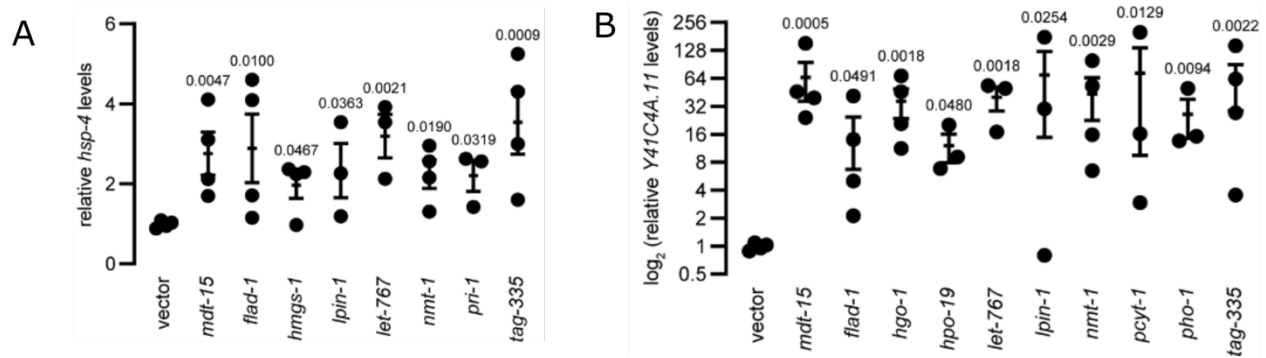 A
relative hsp-4 levels
6
4
2
0
0.0047
0.0100
0.0467
0.0363
0.0021
0.0190
0.0319
0.0009
vector
mdt-15
flad-1
hmgs-1
lpin-1
let-767
nmt-1
pri-1
tag-335
B
log2 (relative Y41C4A.11 levels)
256
128
64
32
16
8
4
2
1
0.5
0.0005
0.0491
0.0018
0.0480
0.0018
0.0254
0.0029
0.0129
0.0094
0.0022
vector
mdt-15
flad-1
hgo-1
hpo-19
let-767
lpin-1
nmt-1
pcyt-1
pho-1
tag-335